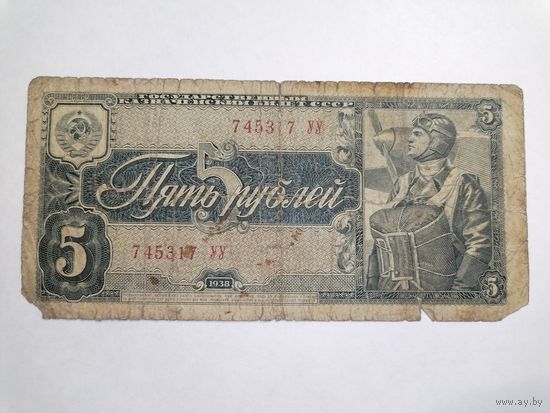 ГОСУДАРСТВЕННЫЙ
КАЗНАЧЕЙСКИЙ БИЛЕТ СССР
5
745317 УУ
5
Пять рублей
745317 УУ
5
1938
5
www.ay.by